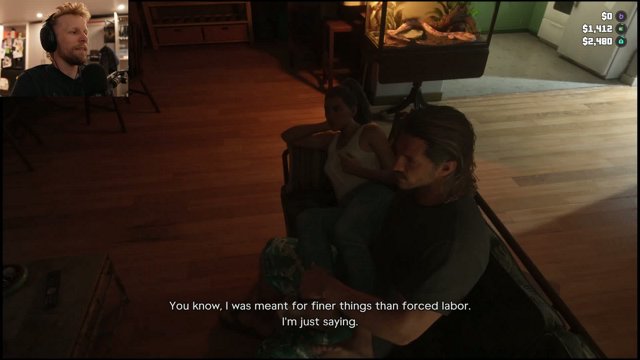 $0
$1,412
$2,480
You know, I was meant for finer things than forced labor.
I'm just saying.